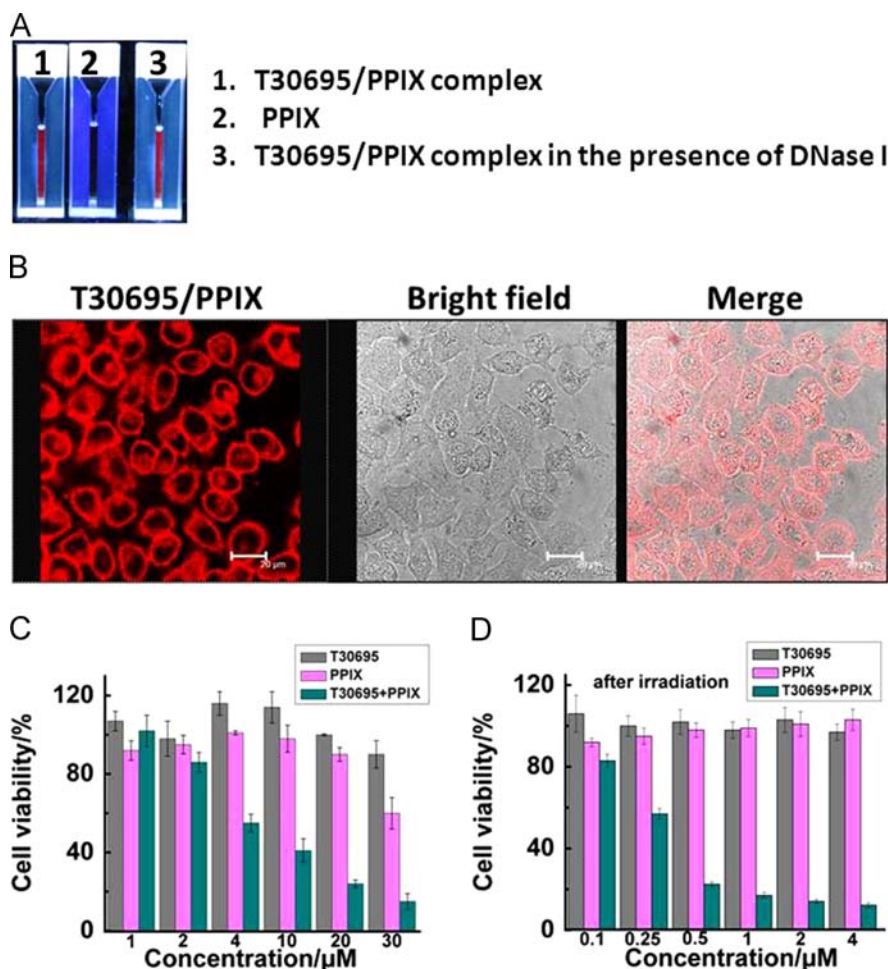 A
1 2 3
1. T30695/PPIX complex
2. PPIX
3. T30695/PPIX complex in the presence of DNase I
B
T30695/PPIX Bright field Merge
20 µm
C
D
T30695
PPIX
T30695+PPIX
120
80
40
0
Cell viability/%
1 2 4 10 20 30
Concentration/µM
after irradiation
T30695
PPIX
T30695+PPIX
120
80
40
0
Cell viability/%
0.1 0.25 0.5 1 2 4
Concentration/µM